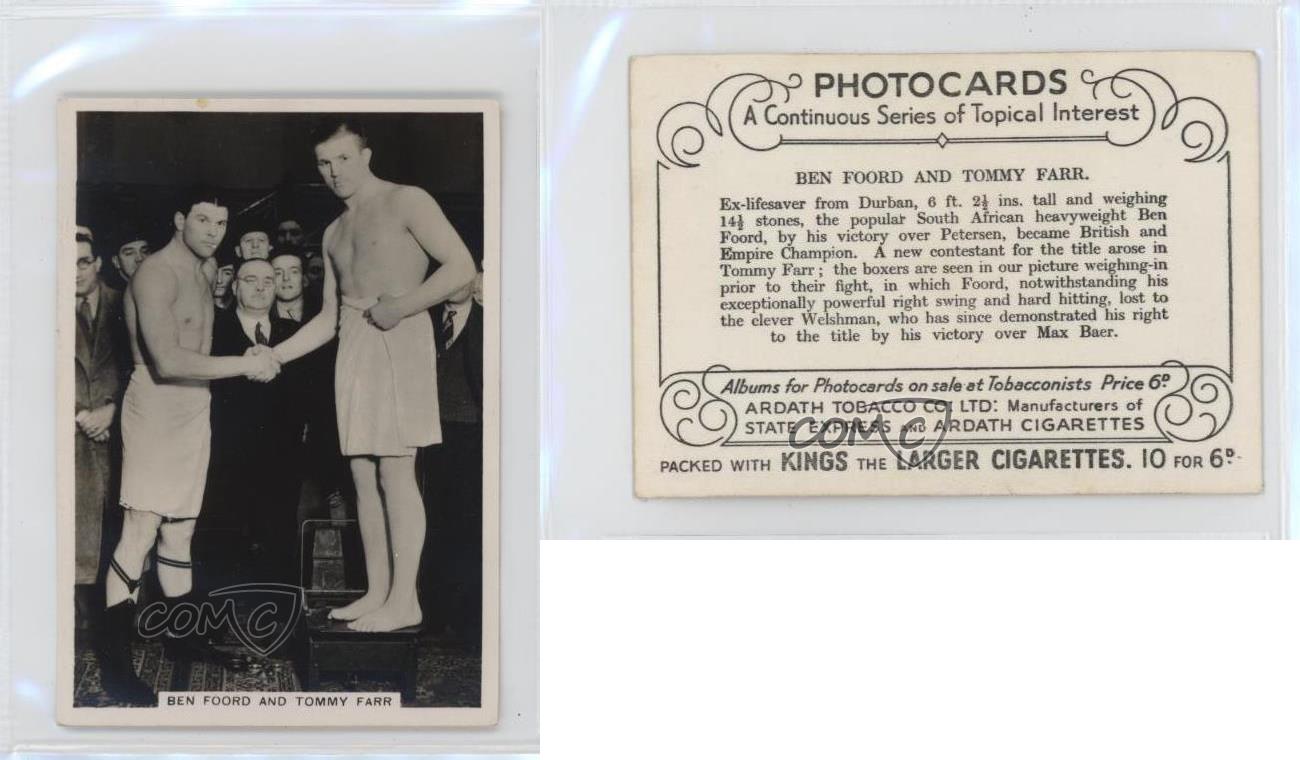 BEN FOORD AND TOMMY FARR
COMC
PHOTOCARDS
A Continuous Series of Topical Interest
BEN FOORD AND TOMMY FARR.
Ex-lifesaver from Durban, 6 ft. 2½ ins. tall and weighing
14½ stones, the popular South African heavyweight Ben
Foord, by his victory over Petersen, became British and
Empire Champion. A new contestant for the title arose in
Tommy Farr; the boxers are seen in our picture weighing-in
prior to their fight, in which Foord, notwithstanding his
exceptionally powerful right swing and hard hitting, lost to
the clever Welshman, who has since demonstrated his right
to the title by his victory over Max Baer.
Albums for Photocards on sale at Tobacconists Price 6ᴰ
ARDATH TOBACCO CO. LTD: Manufacturers of
STATE EXPRESS AND ARDATH CIGARETTES
COMC
PACKED WITH KINGS THE LARGER CIGARETTES. 10 FOR 6ᴰ.